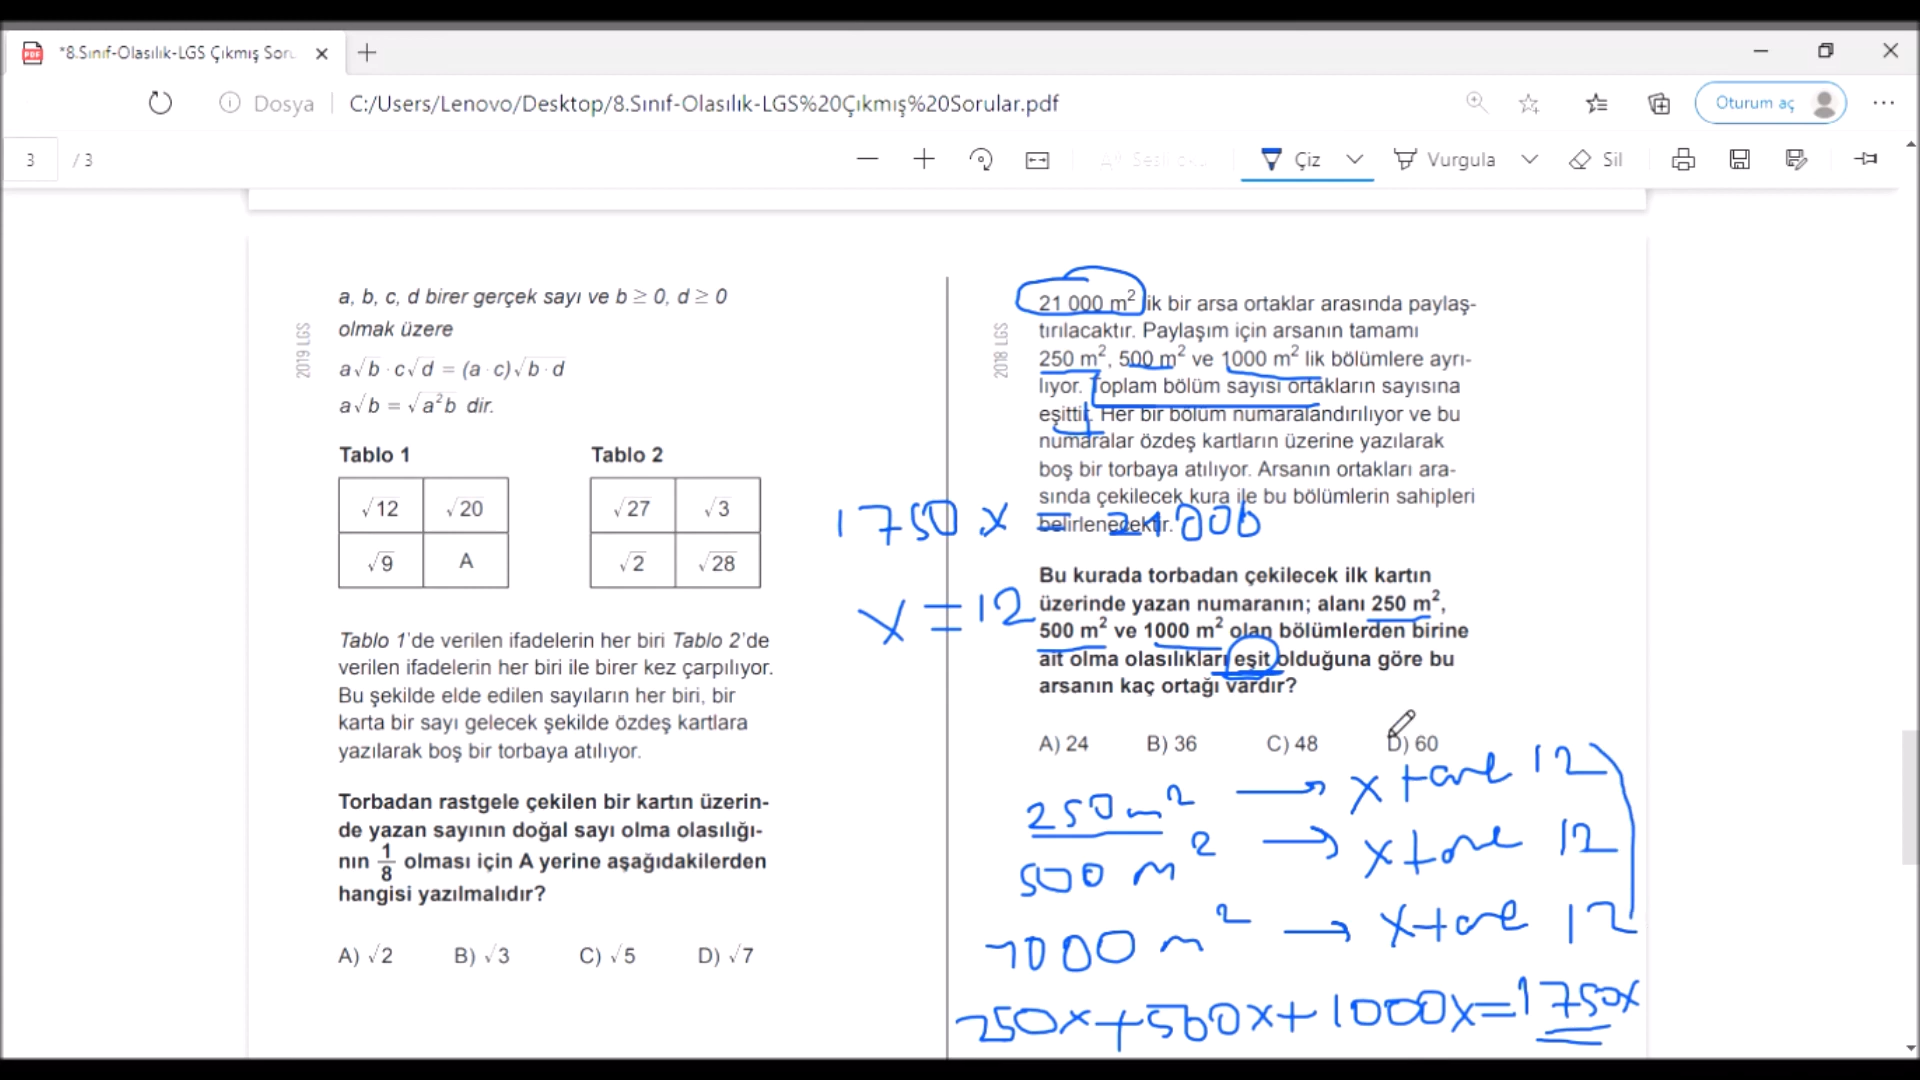 *8.Sınıf-Olasılık-LGS Çıkmış Soru
Dosya C:/Users/Lenovo/Desktop/8.Sınıf-Olasılık-LGS%20Çıkmış%20Sorular.pdf Oturum aç
3 / 3 Çiz Vurgula Sil
2019 LGS
a, b, c, d birer gerçek sayı ve b ≥ 0, d ≥ 0
olmak üzere
a√b · c√d = (a · c)√b · d
a√b = √a²b dir.
Tablo 1 Tablo 2
√12 √20 √27 √3
√9 A √2 √28
Tablo 1'de verilen ifadelerin her biri Tablo 2'de
verilen ifadelerin her biri ile birer kez çarpılıyor.
Bu şekilde elde edilen sayıların her biri, bir
karta bir sayı gelecek şekilde özdeş kartlara
yazılarak boş bir torbaya atılıyor.
Torbadan rastgele çekilen bir kartın üzerin-
de yazan sayının doğal sayı olma olasılığı-
nın 1/8 olması için A yerine aşağıdakilerden
hangisi yazılmalıdır?
A) √2 B) √3 C) √5 D) √7
2018 LGS
21 000 m² lik bir arsa ortaklar arasında paylaş-
tırılacaktır. Paylaşım için arsanın tamamı
250 m², 500 m² ve 1000 m² lik bölümlere ayrı-
lıyor. Toplam bölüm sayısı ortakların sayısına
eşittir. Her bir bölüm numaralandırılıyor ve bu
numaralar özdeş kartların üzerine yazılarak
boş bir torbaya atılıyor. Arsanın ortakları ara-
sında çekilecek kura ile bu bölümlerin sahipleri
belirlenecektir.
1750 x = 21000
x = 12
Bu kurada torbadan çekilecek ilk kartın
üzerinde yazan numaranın; alanı 250 m²,
500 m² ve 1000 m² olan bölümlerden birine
ait olma olasılıkları eşit olduğuna göre bu
arsanın kaç ortağı vardır?
A) 24 B) 36 C) 48 D) 60
250 m² → x tane 12
500 m² → x tane 12
1000 m² → x tane 12
250x + 500x + 1000x = 1750x